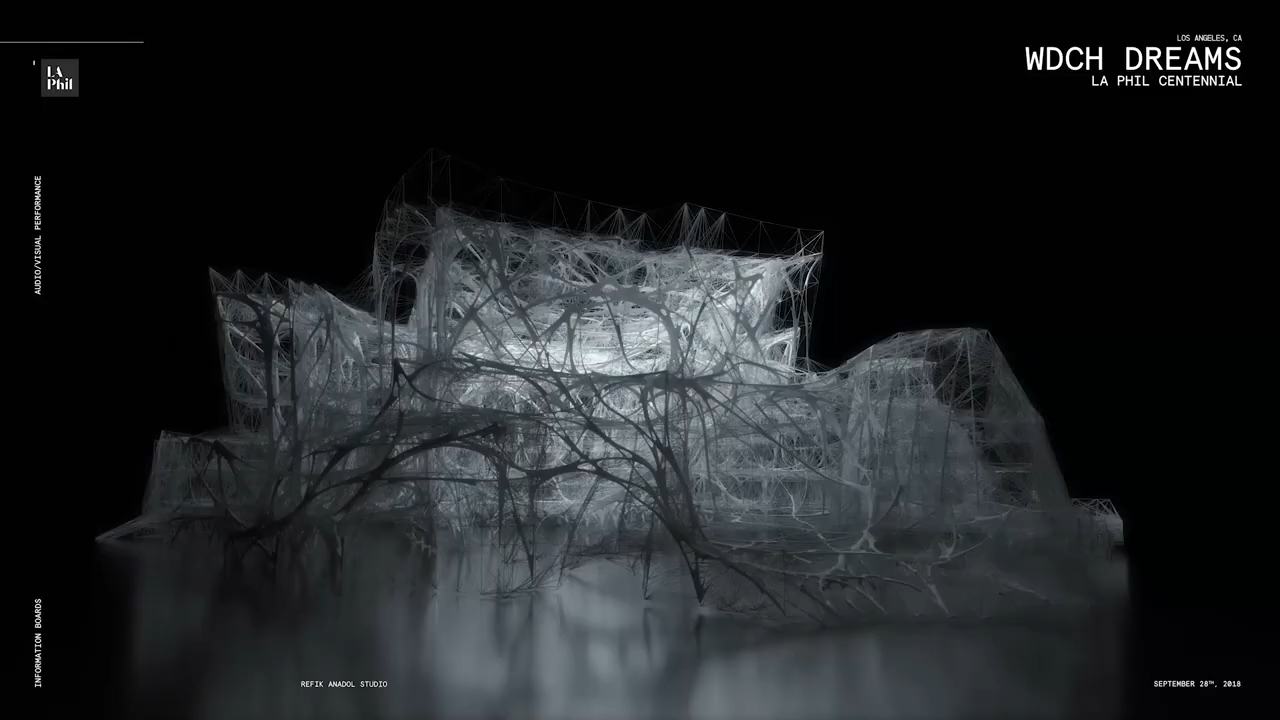 LOS ANGELES, CA
WDCH DREAMS
LA PHIL CENTENNIAL
LA
Phil
AUDIO/VISUAL PERFORMANCE
INFORMATION BOARDS
REFIK ANADOL STUDIO
SEPTEMBER 28TH, 2018